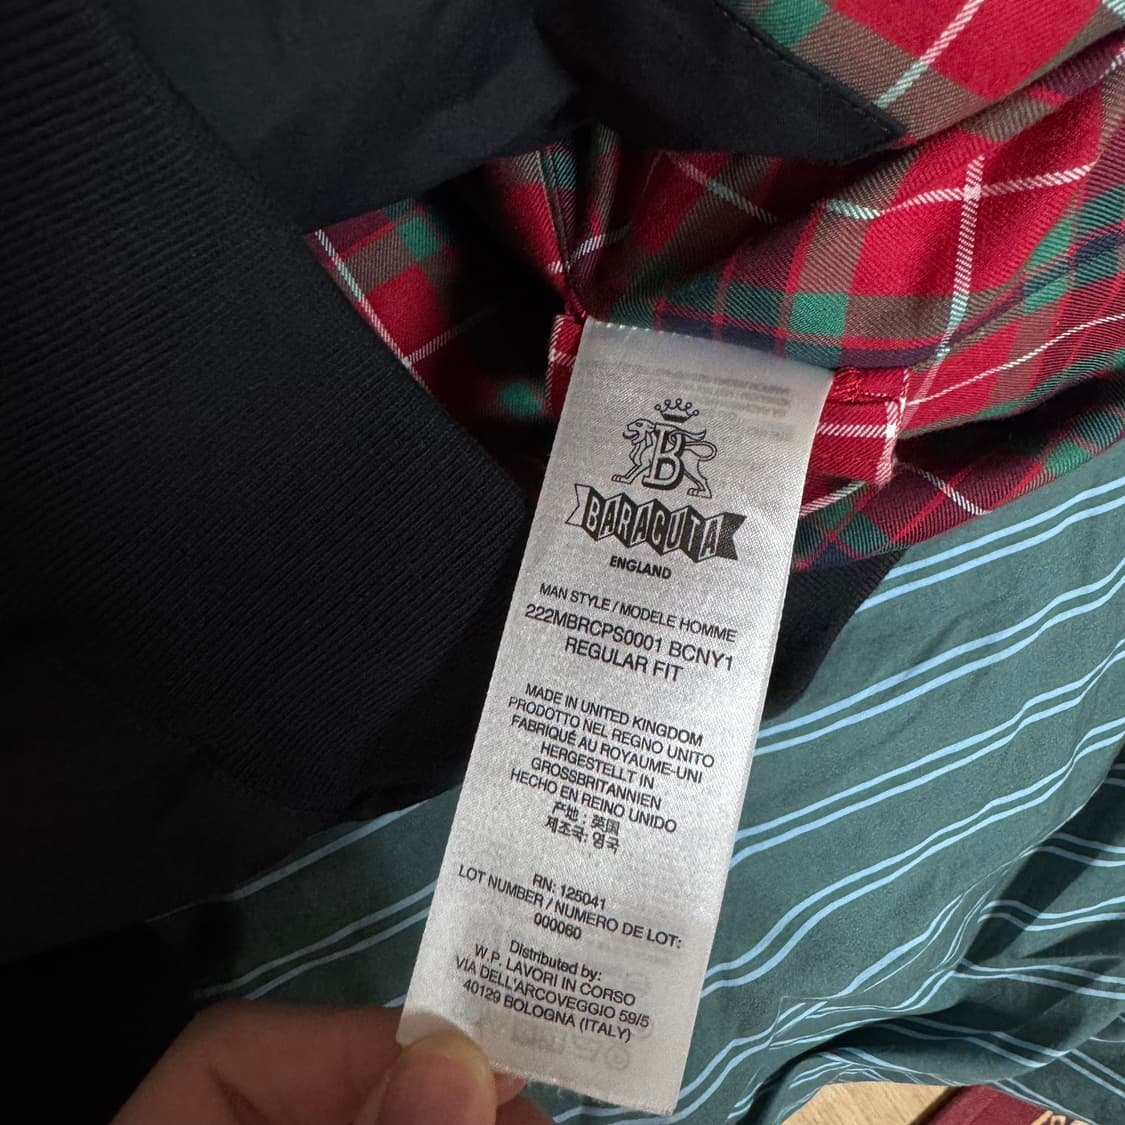 B
BARACUTA
ENGLAND
MAN STYLE / MODELE HOMME
222MBRCPS0001 BCNY1
REGULAR FIT
MADE IN UNITED KINGDOM
PRODOTTO NEL REGNO UNITO
FABRIQUÉ AU ROYAUME-UNI
HERGESTELLT IN
GROSSBRITANNIEN
HECHO EN REINO UNIDO
产地 : 英国
제조국: 영국
RN: 125041
LOT NUMBER / NUMERO DE LOT:
000060
Distributed by:
W.P. LAVORI IN CORSO
VIA DELL'ARCOVEGGIO 59/5
40129 BOLOGNA (ITALY)